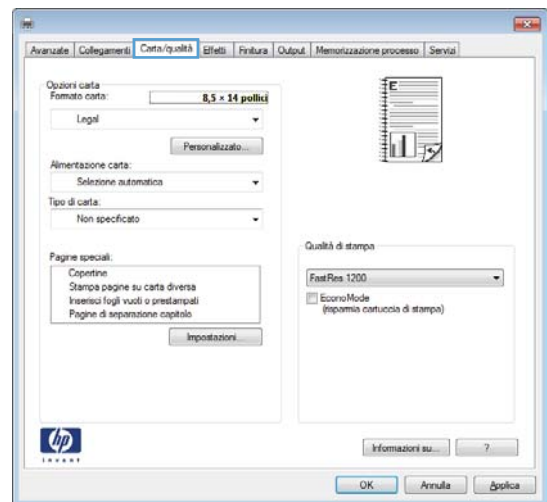 Avanzate Collegamenti Carta/qualità Effetti Finitura Output Memorizzazione processo Servizi
Opzioni carta
Formato carta: 8,5 × 14 pollici
Legal
Personalizzato...
Alimentazione carta:
Selezione automatica
Tipo di carta:
Non specificato
Pagine speciali:
Copertine
Stampa pagine su carta diversa
Inserisci fogli vuoti o prestampati
Pagine di separazione capitolo
Impostazioni...
E
Qualità di stampa
FastRes 1200
EconoMode
(risparmia cartuccia di stampa)
hp
invent
Informazioni su... ?
OK Annulla Applica